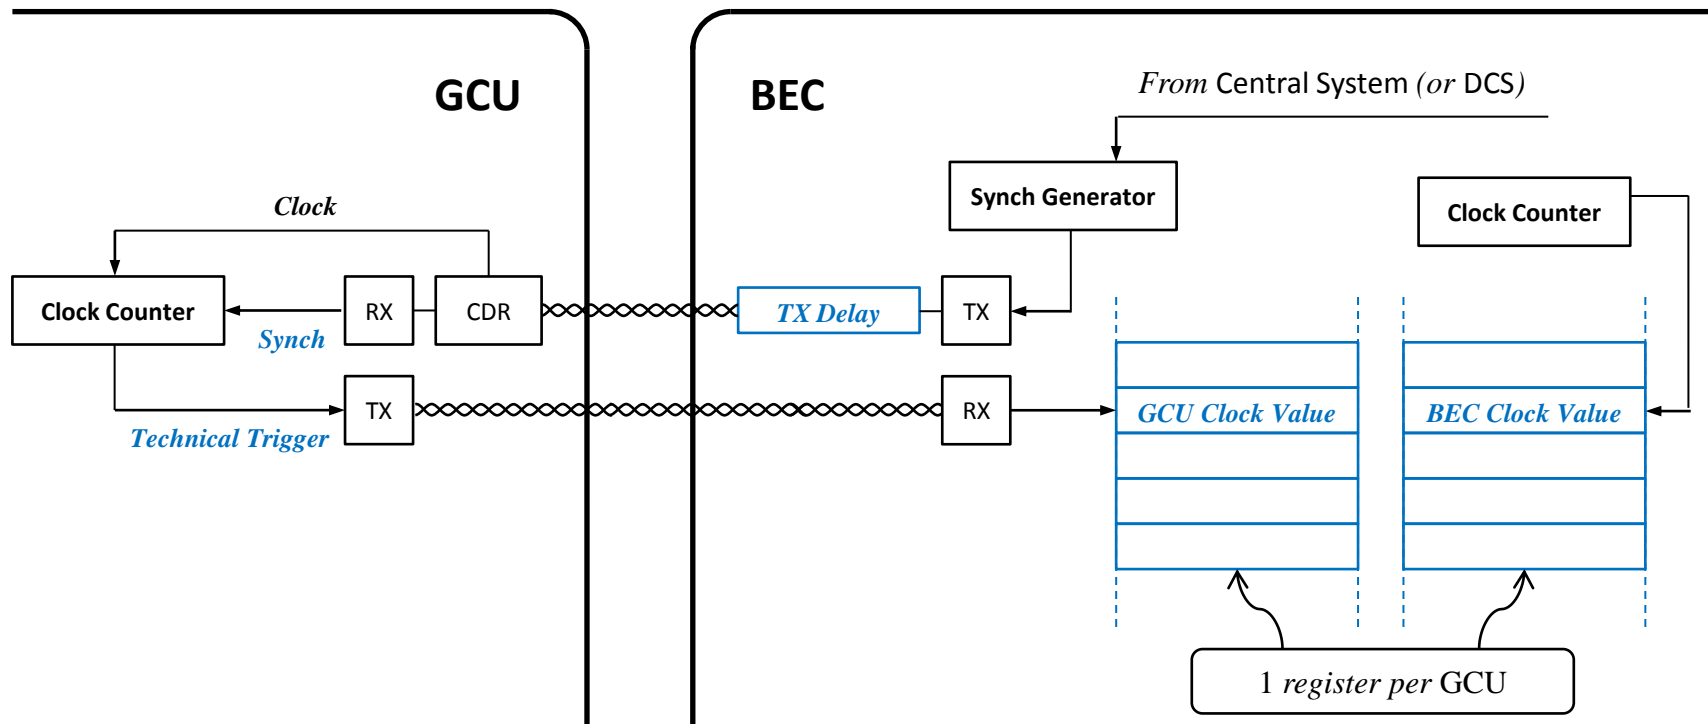 GCU
BEC
From Central System (or DCS)
Synch Generator
Clock Counter
Clock
Clock Counter
RX
CDR
TX Delay
TX
Synch
TX
RX
GCU Clock Value
BEC Clock Value
Technical Trigger
1 register per GCU